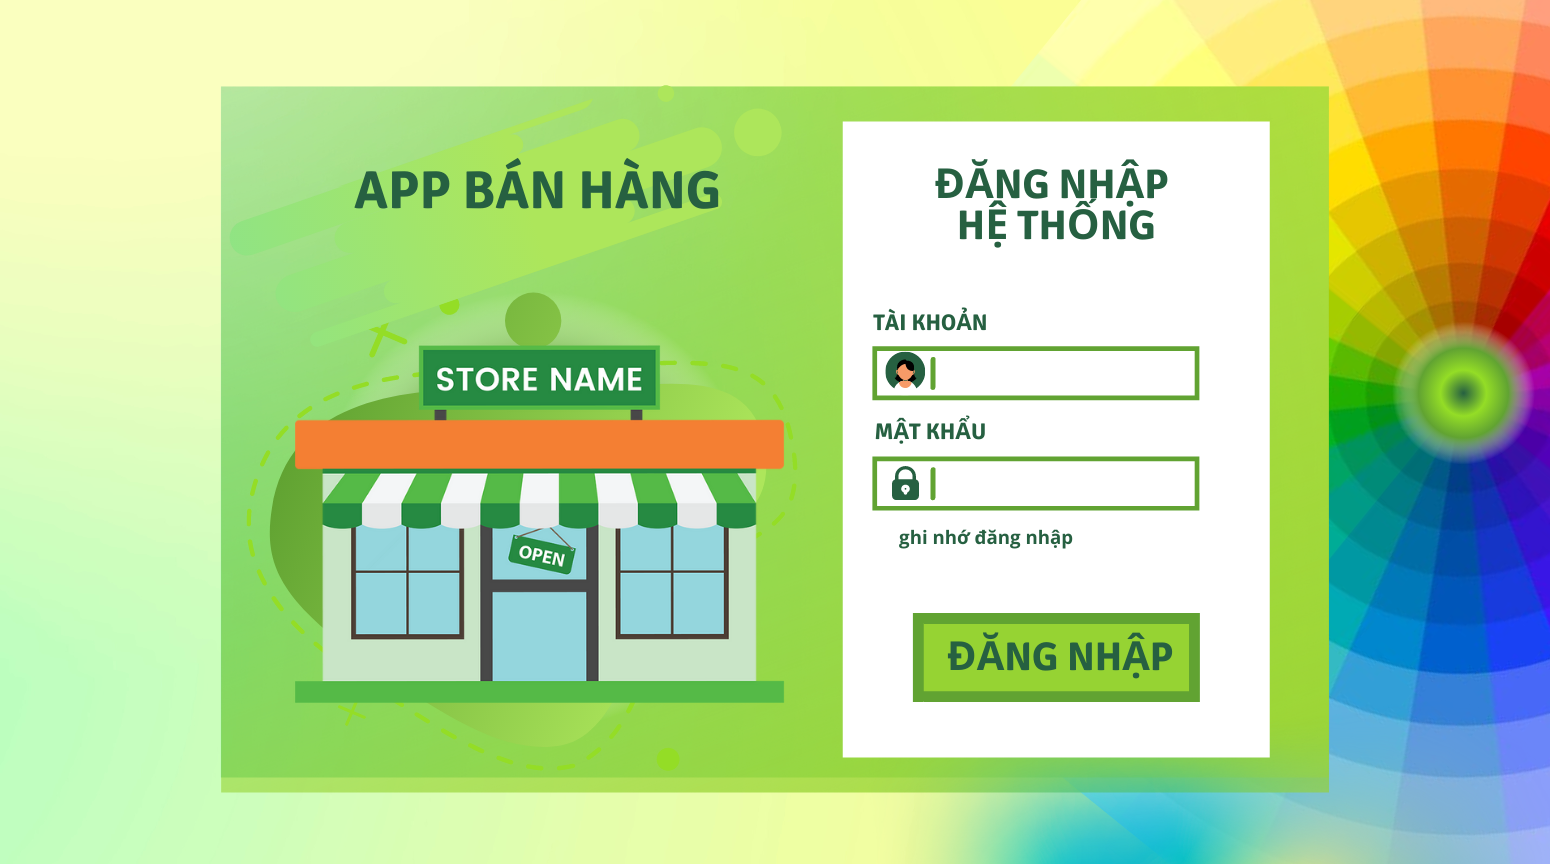 APP BÁN HÀNG
STORE NAME
OPEN
ĐĂNG NHẬP
HỆ THỐNG
TÀI KHOẢN
MẬT KHẨU
ghi nhớ đăng nhập
ĐĂNG NHẬP